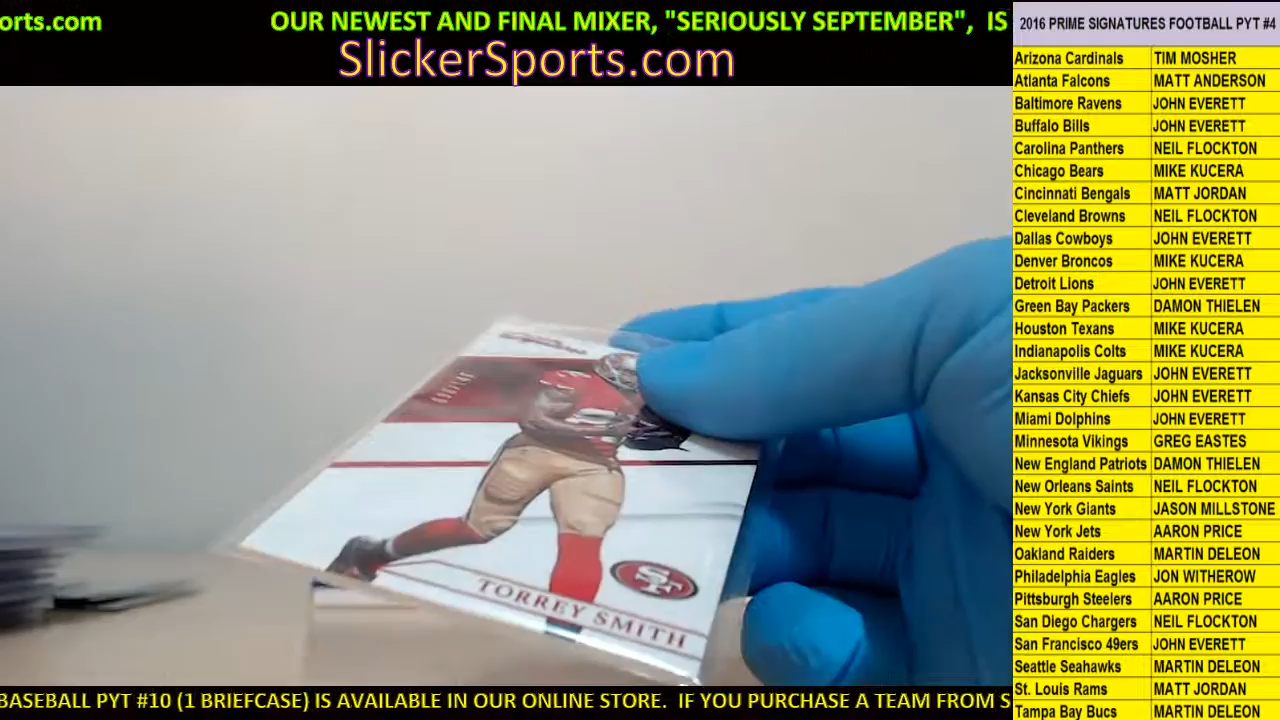 orts.com OUR NEWEST AND FINAL MIXER, "SERIOUSLY SEPTEMBER", IS
SlickerSports.com
2016 PRIME SIGNATURES FOOTBALL PYT #4
Arizona Cardinals TIM MOSHER
Atlanta Falcons MATT ANDERSON
Baltimore Ravens JOHN EVERETT
Buffalo Bills JOHN EVERETT
Carolina Panthers NEIL FLOCKTON
Chicago Bears MIKE KUCERA
Cincinnati Bengals MATT JORDAN
Cleveland Browns NEIL FLOCKTON
Dallas Cowboys JOHN EVERETT
Denver Broncos MIKE KUCERA
Detroit Lions JOHN EVERETT
Green Bay Packers DAMON THIELEN
Houston Texans MIKE KUCERA
Indianapolis Colts MIKE KUCERA
Jacksonville Jaguars JOHN EVERETT
Kansas City Chiefs JOHN EVERETT
Miami Dolphins JOHN EVERETT
Minnesota Vikings GREG EASTES
New England Patriots DAMON THIELEN
New Orleans Saints NEIL FLOCKTON
New York Giants JASON MILLSTONE
New York Jets AARON PRICE
Oakland Raiders MARTIN DELEON
Philadelphia Eagles JON WITHEROW
Pittsburgh Steelers AARON PRICE
San Diego Chargers NEIL FLOCKTON
San Francisco 49ers JOHN EVERETT
Seattle Seahawks MARTIN DELEON
St. Louis Rams MATT JORDAN
Tampa Bay Bucs MARTIN DELEON
SF
TORREY SMITH
BASEBALL PYT #10 (1 BRIEFCASE) IS AVAILABLE IN OUR ONLINE STORE. IF YOU PURCHASE A TEAM FROM S